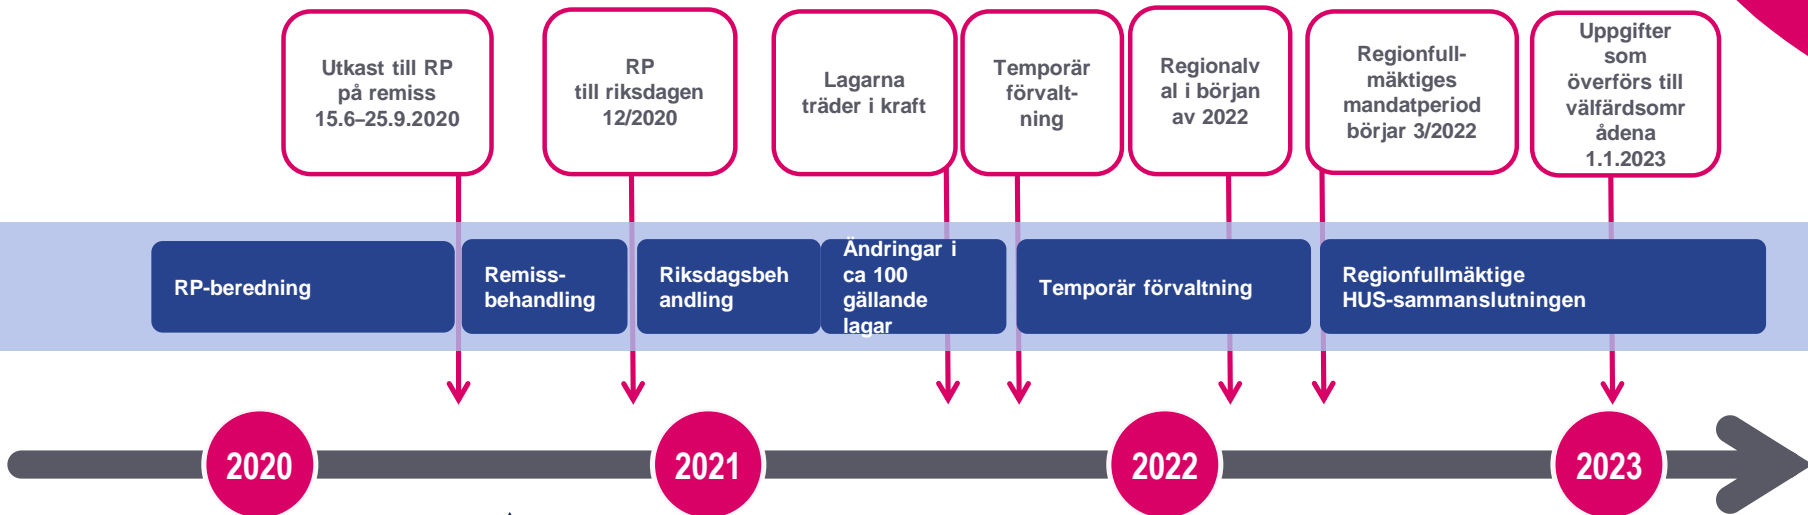 Utkast till RP
på remiss
15.6–25.9.2020
RP
till riksdagen
12/2020
Lagarna
träder i kraft
Temporär
förvalt-
ning
Regionalv
al i början
av 2022
Regionfull-
mäktiges
mandatperiod
börjar 3/2022
Uppgifter
som
överförs till
välfärdsomr
ådena
1.1.2023
RP-beredning
Remiss-
behandling
Riksdagsbeh
andling
Ändringar i
ca 100
gällande
lagar
Temporär förvaltning
Regionfullmäktige
HUS-sammanslutningen
2020
2021
2022
2023